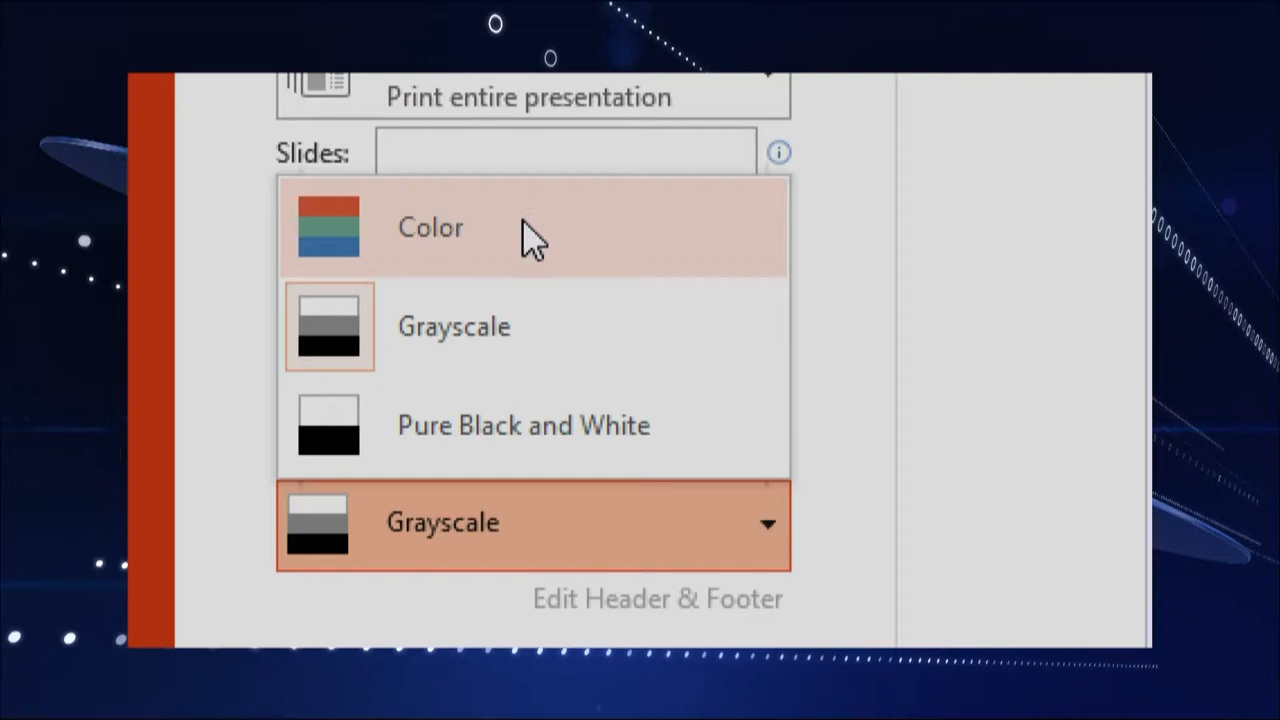 Print entire presentation
Slides:
Color
Grayscale
Pure Black and White
Grayscale
Edit Header & Footer